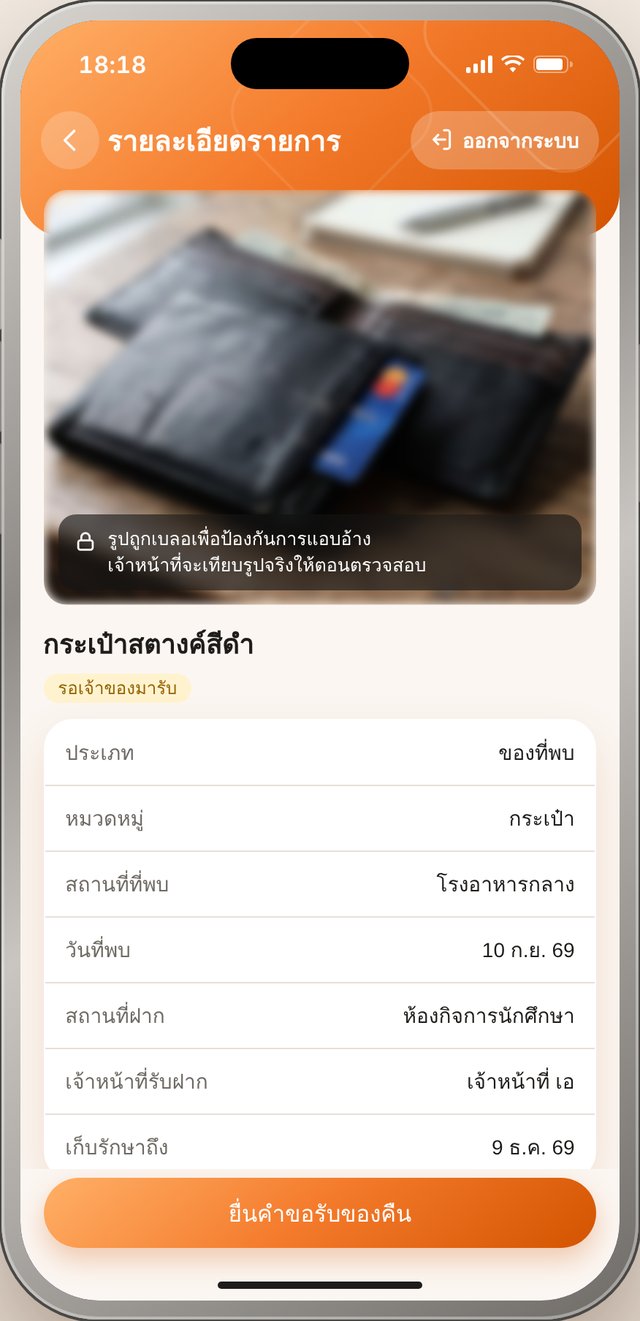 18:18
รายละเอียดรายการ
ออกจากระบบ
รูปถูกเบลอเพื่อป้องกันการแอบอ้าง
เจ้าหน้าที่จะเทียบรูปจริงให้ตอนตรวจสอบ
กระเป๋าสตางค์สีดำ
รอเจ้าของมารับ
ประเภท ของที่พบ
หมวดหมู่ กระเป๋า
สถานที่ที่พบ โรงอาหารกลาง
วันที่พบ 10 ก.ย. 69
สถานที่ฝาก ห้องกิจการนักศึกษา
เจ้าหน้าที่รับฝาก เจ้าหน้าที่ เอ
เก็บรักษาถึง 9 ธ.ค. 69
ยื่นคำขอรับของคืน